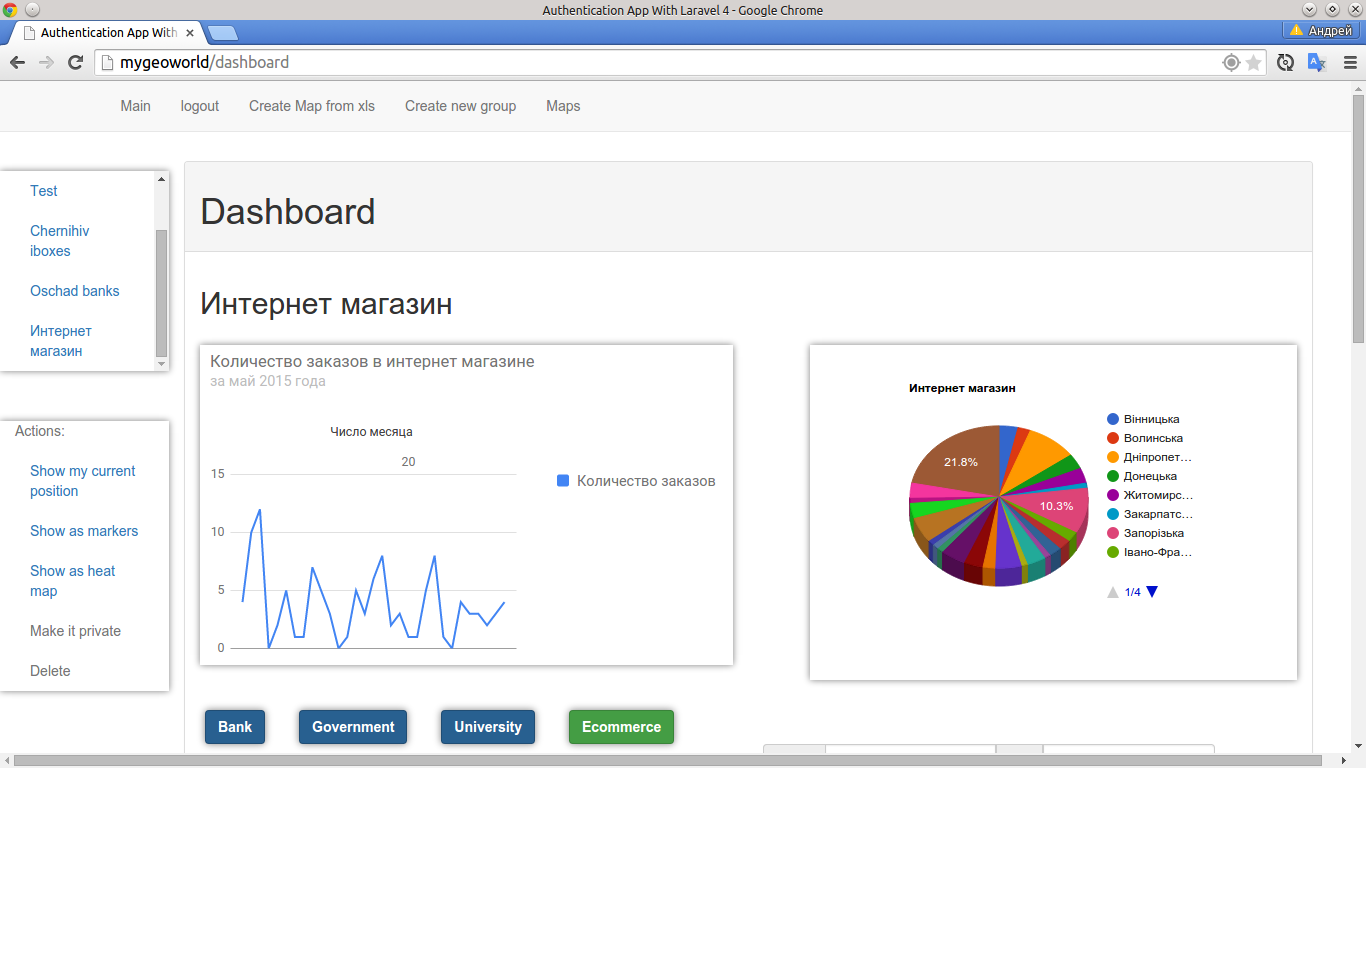 Authentication App With Laravel 4 - Google Chrome
Authentication App With
Андрей
mygeoworld/dashboard
Main logout Create Map from xls Create new group Maps
Test
Chernihiv
iboxes
Oschad banks
Интернет
магазин
Actions:
Show my current
position
Show as markers
Show as heat
map
Make it private
Delete
Dashboard
Интернет магазин
Количество заказов в интернет магазине
за май 2015 года
Число месяца
20
15
10
5
0
Количество заказов
Интернет магазин
21.8%
10.3%
Вінницька
Волинська
Дніпропет…
Донецька
Житомирс…
Закарпатс…
Запорізька
Івано-Фра…
1/4
Bank Government University Ecommerce